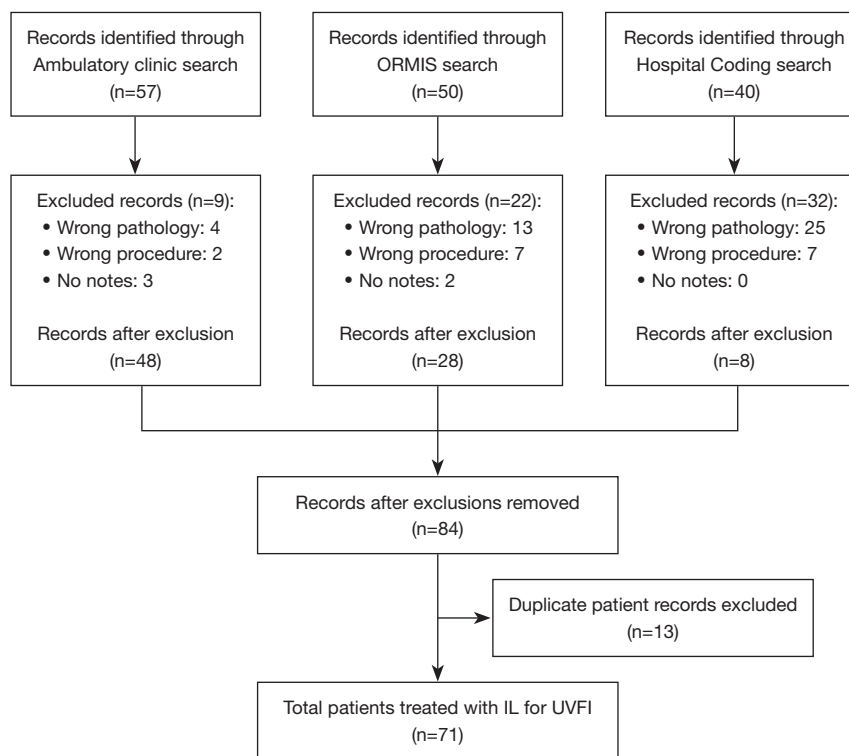 Records identified through
Ambulatory clinic search
(n=57)
Records identified through
ORMIS search
(n=50)
Records identified through
Hospital Coding search
(n=40)
Excluded records (n=9):
• Wrong pathology: 4
• Wrong procedure: 2
• No notes: 3
Records after exclusion
(n=48)
Excluded records (n=22):
• Wrong pathology: 13
• Wrong procedure: 7
• No notes: 2
Records after exclusion
(n=28)
Excluded records (n=32):
• Wrong pathology: 25
• Wrong procedure: 7
• No notes: 0
Records after exclusion
(n=8)
Records after exclusions removed
(n=84)
Duplicate patient records excluded
(n=13)
Total patients treated with IL for UVFI
(n=71)